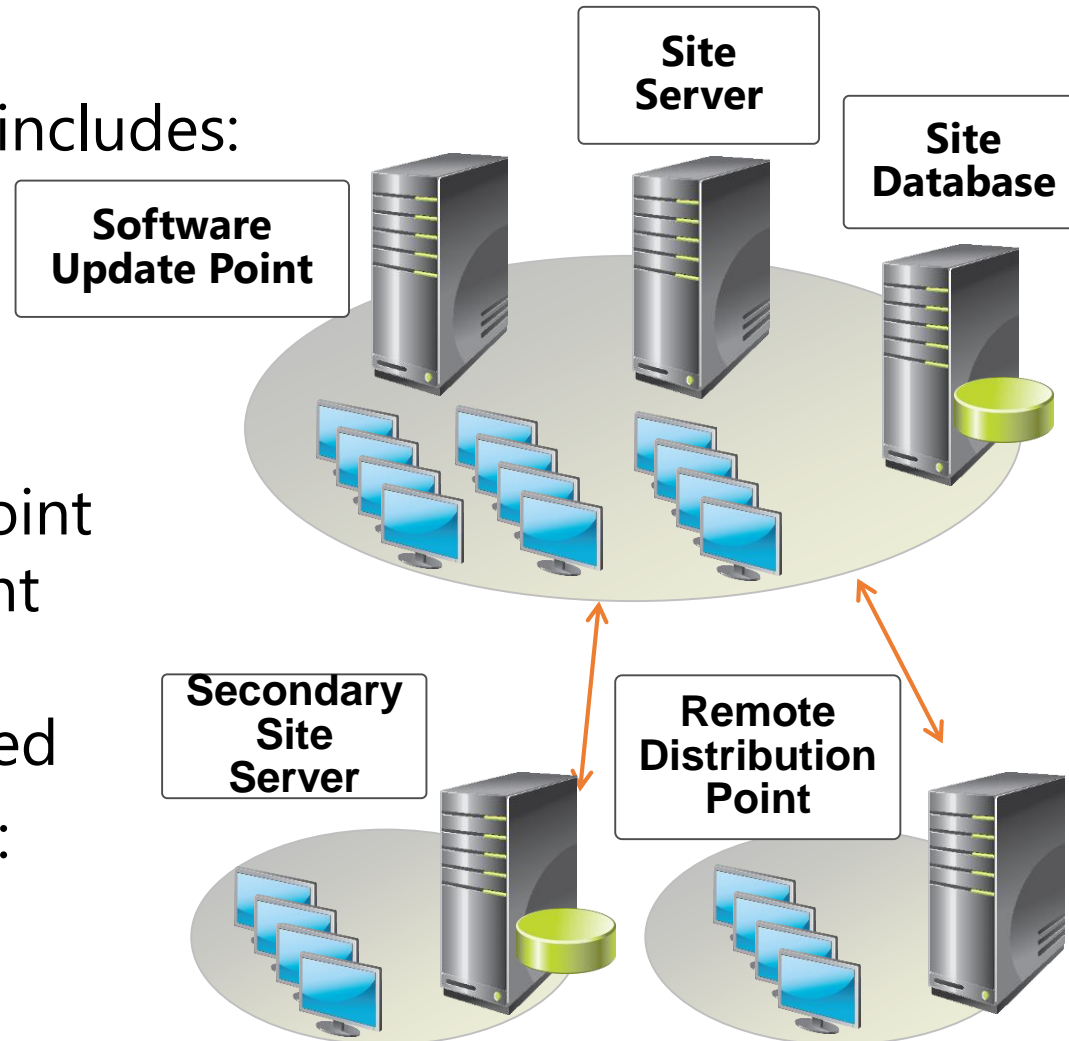 includes:
Site
Server
Site
Database
Software
Update Point
oint
nt
ed
:
Secondary
Site
Server
Remote
Distribution
Point